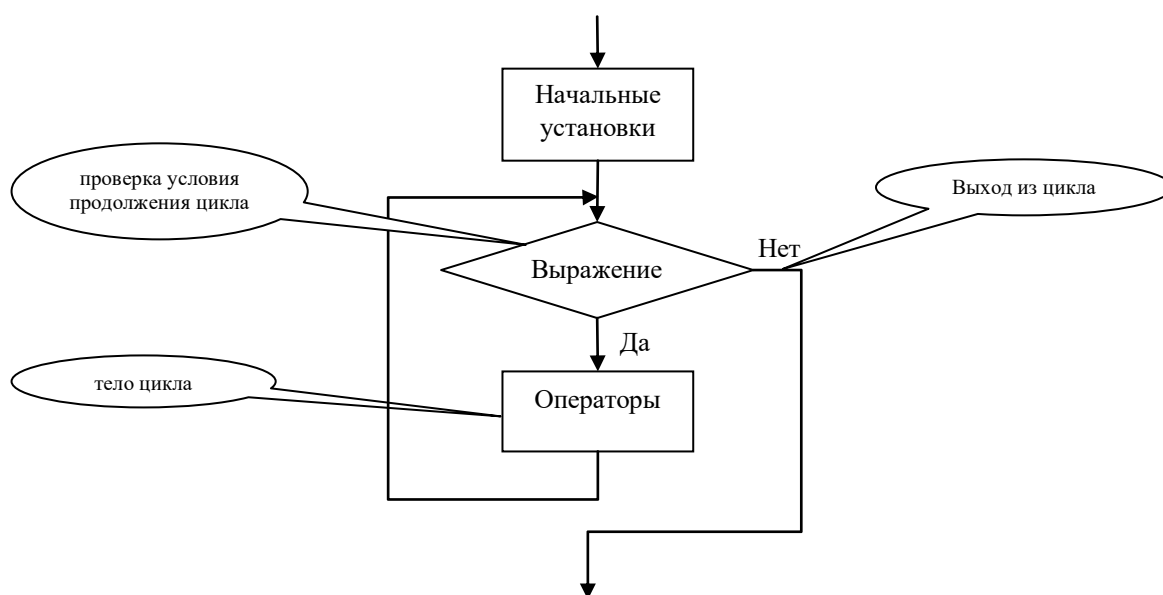 Начальные
установки
проверка условия
продолжения цикла
Выход из цикла
Нет
Выражение
Да
тело цикла
Операторы